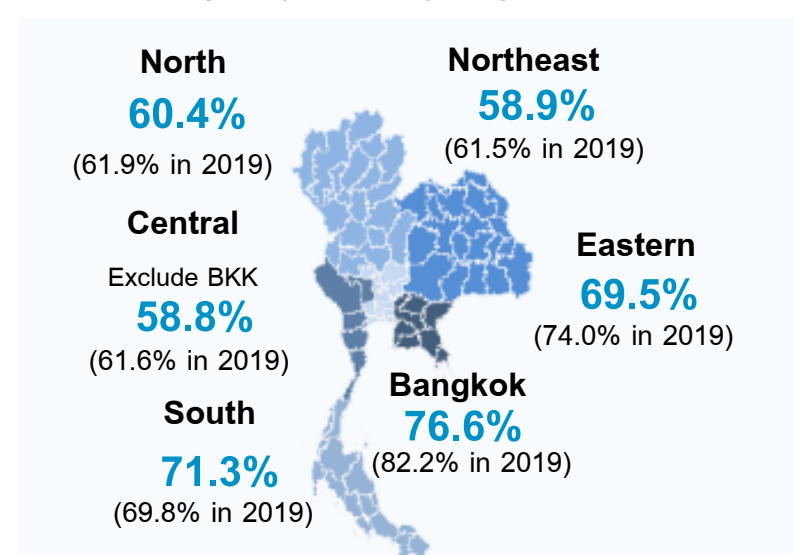 North
60.4%
(61.9% in 2019)
Northeast
58.9%
(61.5% in 2019)
Central
Exclude BKK
58.8%
(61.6% in 2019)
Eastern
69.5%
(74.0% in 2019)
Bangkok
76.6%
(82.2% in 2019)
South
71.3%
(69.8% in 2019)